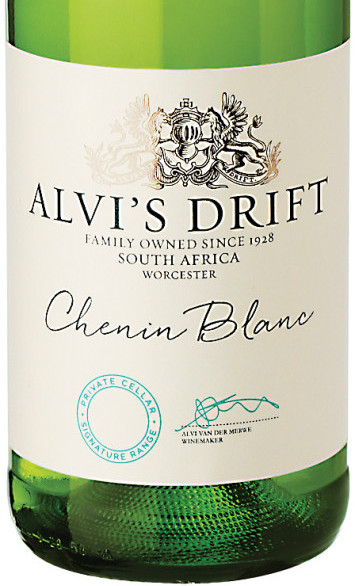 ALVI'S DRIFT
FAMILY OWNED SINCE 1928
SOUTH AFRICA
WORCESTER
Chenin Blanc
PRIVATE CELLAR
SIGNATURE RANGE
ALVI VAN DER MERWE
WINEMAKER